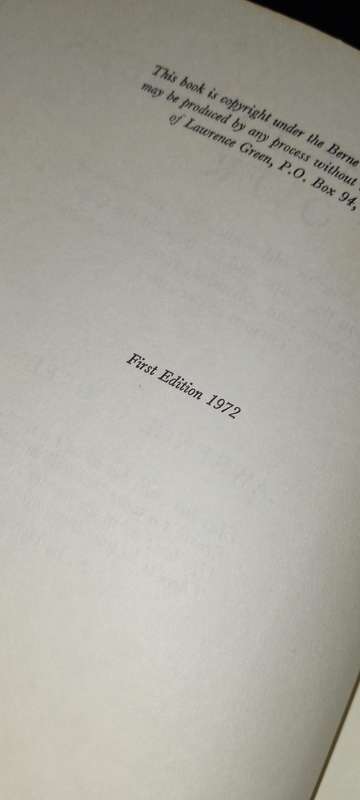 This book is copyright under the Berne
may be produced by any process without
of Lawrence Green, P.O. Box 94,
First Edition 1972